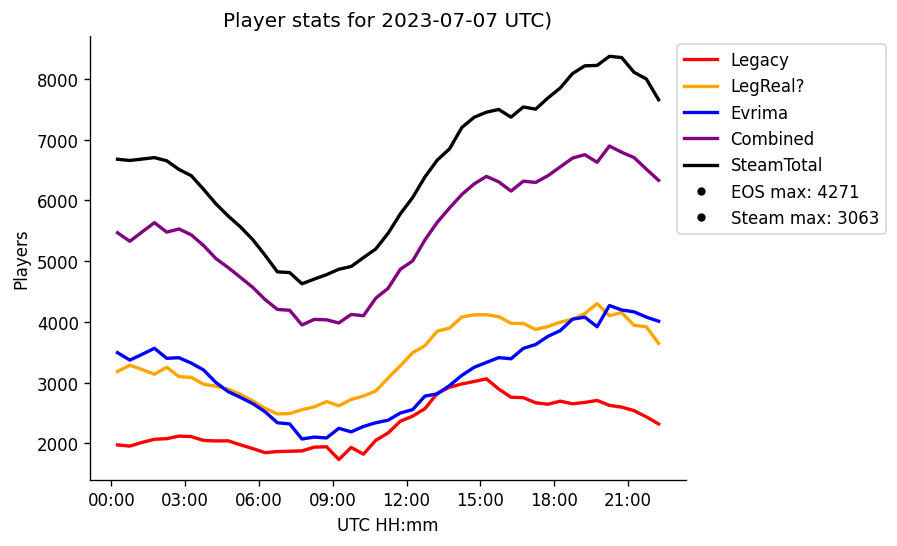 Player stats for 2023-07-07 UTC)
Legacy
LegReal?
Evrima
Combined
SteamTotal
EOS max: 4271
Steam max: 3063
Players
8000
7000
6000
5000
4000
3000
2000
00:00 03:00 06:00 09:00 12:00 15:00 18:00 21:00
UTC HH:mm